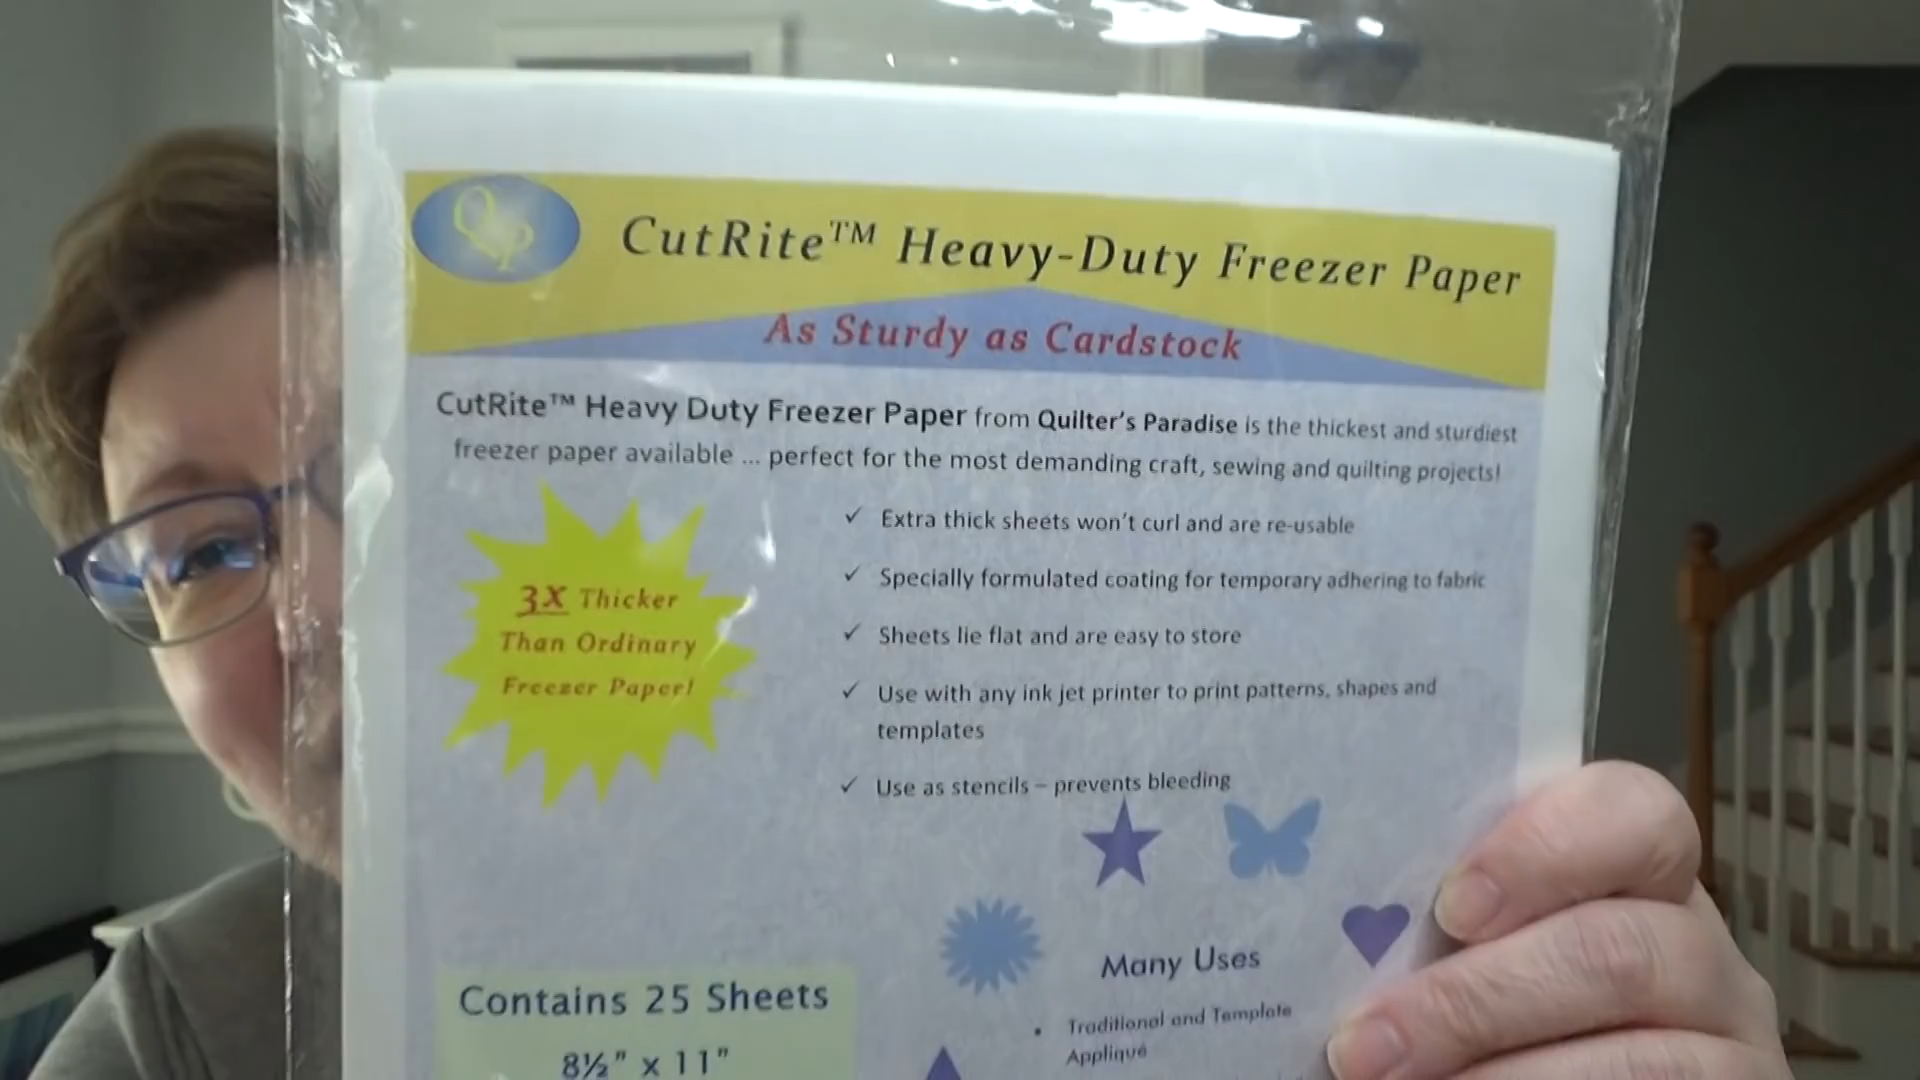 QP
CutRite™ Heavy-Duty Freezer Paper
As Sturdy as Cardstock
CutRite™ Heavy Duty Freezer Paper from Quilter's Paradise is the thickest and sturdiest
freezer paper available ... perfect for the most demanding craft, sewing and quilting projects!
3X Thicker
Than Ordinary
Freezer Paper!
✓ Extra thick sheets won't curl and are re-usable
✓ Specially formulated coating for temporary adhering to fabric
✓ Sheets lie flat and are easy to store
✓ Use with any ink jet printer to print patterns, shapes and
templates
✓ Use as stencils – prevents bleeding
Contains 25 Sheets
8½" x 11"
Many Uses
• Traditional and Template
Appliqué